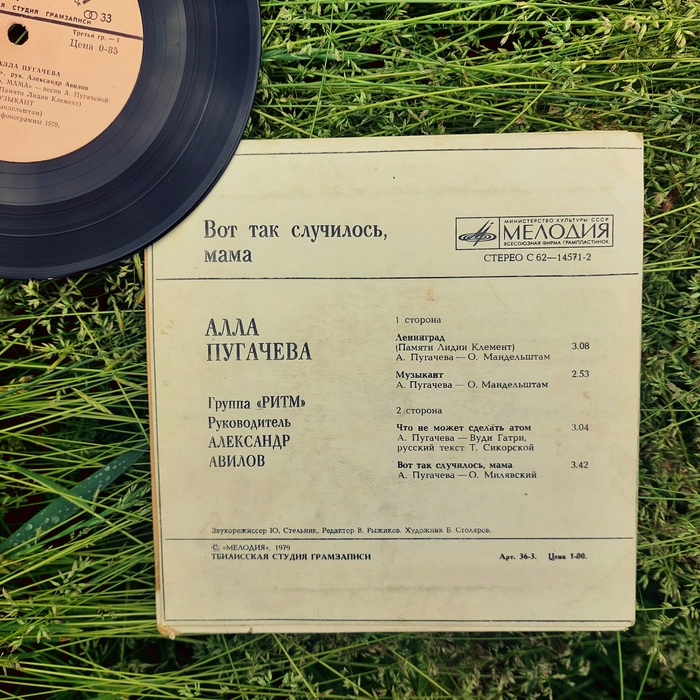 СТУДИЯ ГРАМЗАПИСИ
33
Третья гр. — 1
Цена 0-85
АЛЛА ПУГАЧЕВА
рук. Александр Авилов
МАМА» — песни А. Пугачевой:
Памяти Лидии Клемент)
УЗЫКАНТ
андельштам)
фонограммы 1979.
Вот так случилось,
мама
МИНИСТЕРСТВО КУЛЬТУРЫ СССР
МЕЛОДИЯ
ВСЕСОЮЗНАЯ ФИРМА ГРАМПЛАСТИНОК
СТЕРЕО С 62—14571-2
АЛЛА
ПУГАЧЕВА
Группа «РИТМ»
Руководитель
АЛЕКСАНДР
АВИЛОВ
1 сторона
Ленинград
(Памяти Лидии Клемент) 3.08
А. Пугачева — О. Мандельштам
Музыкант 2.53
А. Пугачева — О. Мандельштам
2 сторона
Что не может сделать атом 3.04
А. Пугачева — Вуди Гатри,
русский текст Т. Сикорской
Вот так случилось, мама 3.42
А. Пугачева — О. Милявский
Звукорежиссер Ю. Стельник. Редактор В. Рыжиков. Художник Б. Столяров.
© «МЕЛОДИЯ», 1979
ТБИЛИССКАЯ СТУДИЯ ГРАМЗАПИСИ Арт. 36-3. Цена 1-00.